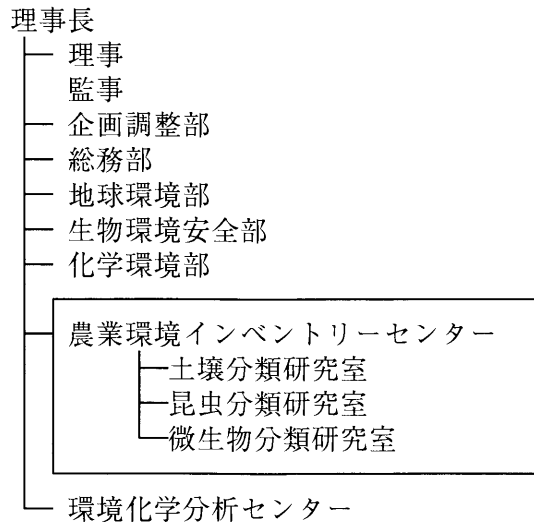 理事長
理事
監事
企画調整部
総務部
地球環境部
生物環境安全部
化学環境部
農業環境インベントリーセンター
土壌分類研究室
昆虫分類研究室
微生物分類研究室
環境化学分析センター